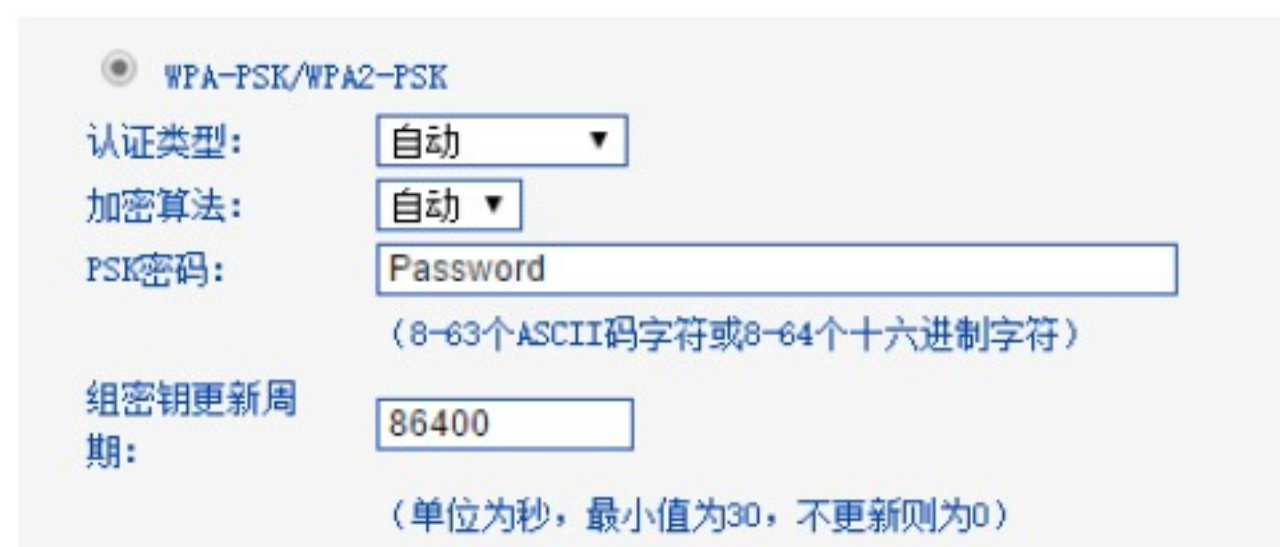 WPA-PSK/WPA2-PSK
认证类型： 自动
加密算法： 自动
PSK密码： Password
（8-63个ASCII码字符或8-64个十六进制字符）
组密钥更新周
期： 86400
（单位为秒，最小值为30，不更新则为0）